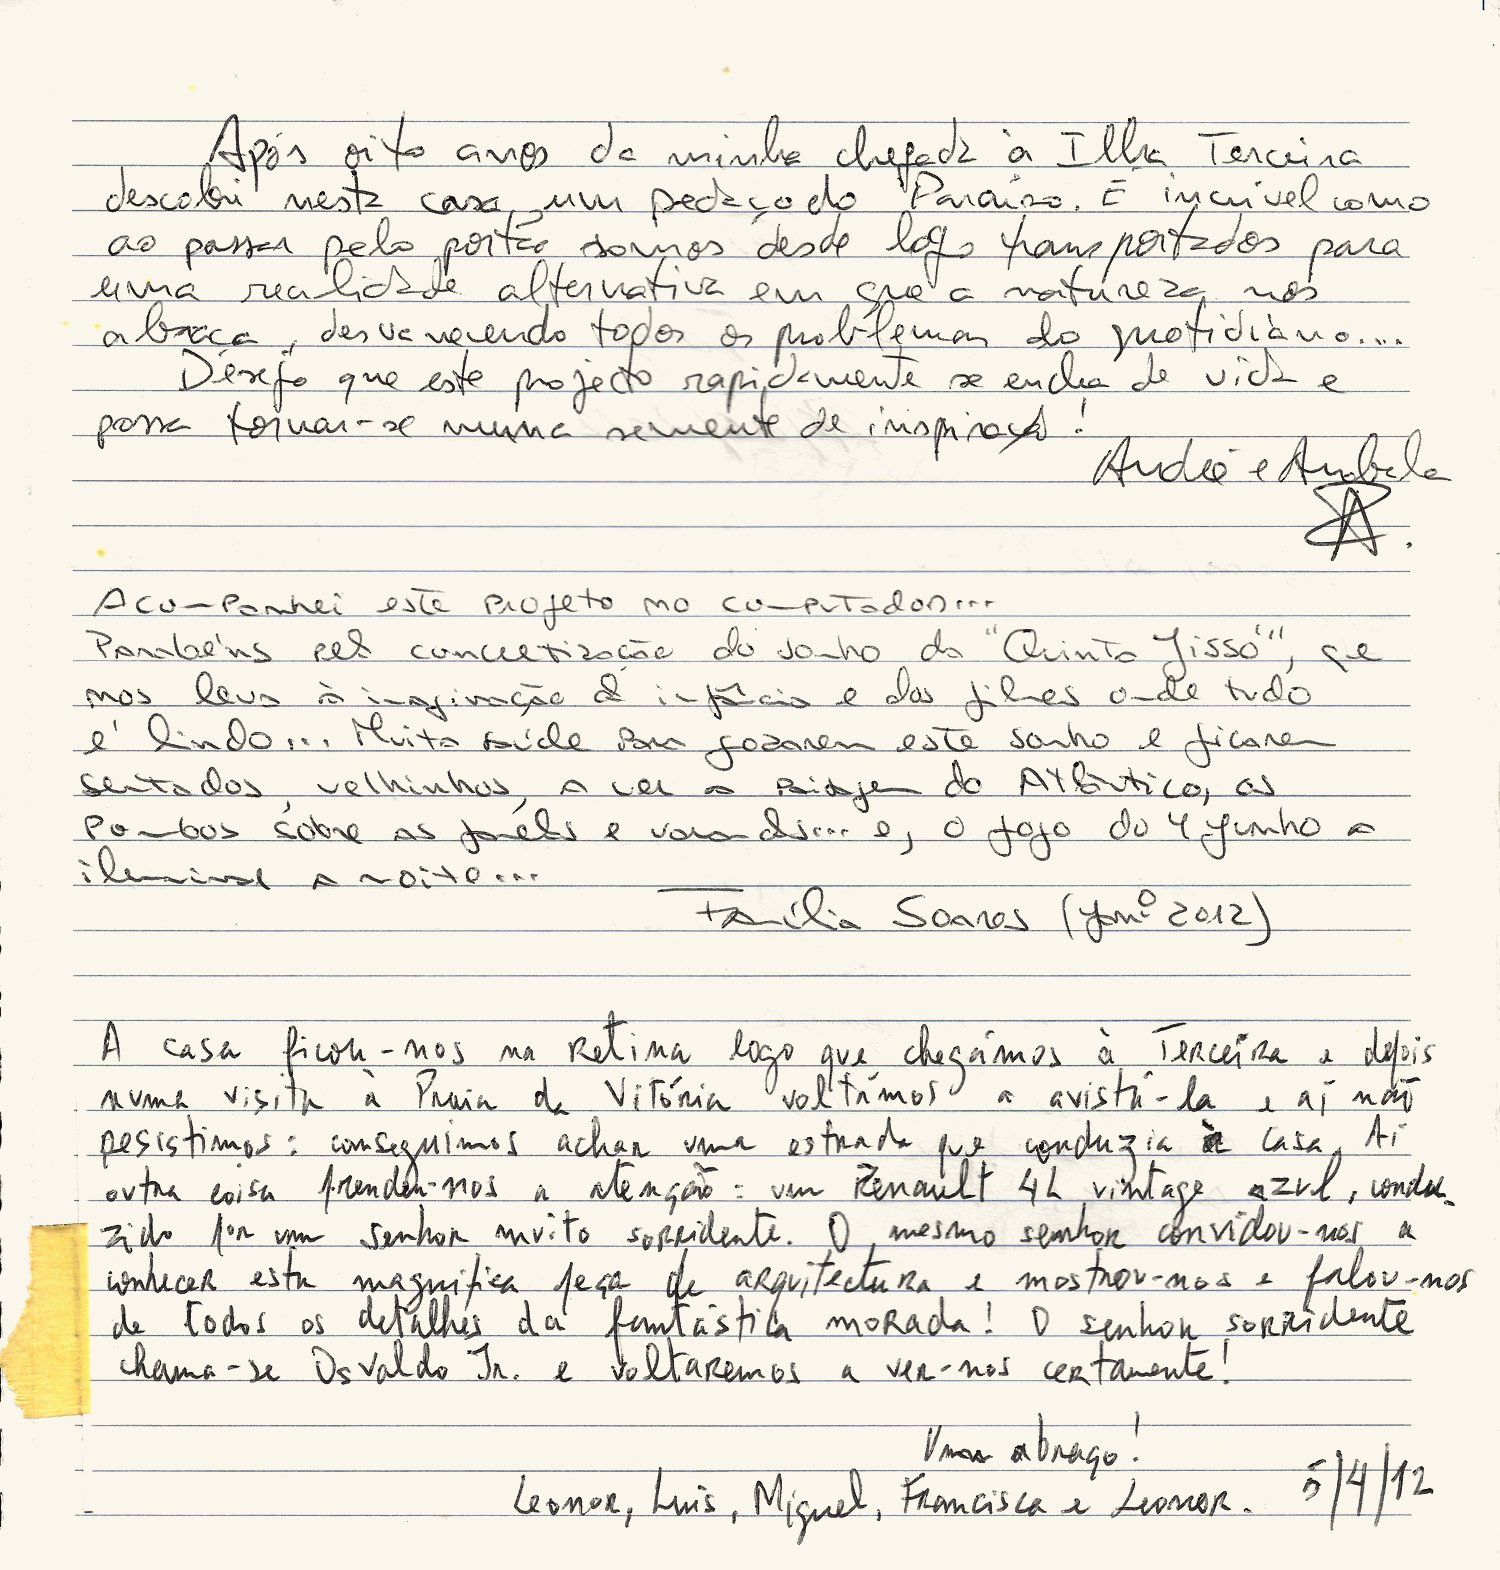 Após oito anos da minha chegada à Ilha Terceira
descobri nesta casa um pedaço do Paraíso. É incrível como
ao passar pelo portão somos desde logo transportados para
uma realidade alternativa em que a natureza nos
abraça, desvanecendo todos os problemas do quotidiano....
Desejo que este projecto rapidamente se encha de vida e
possa tornar-se numa semente de inspiração!
André e Anabela
Acompanhei este projeto no computador...
Parabéns pela concretização do sonho da "Quinta Jissó", que
nos leva à imaginação da infância e dos filmes onde tudo
é lindo... Muita saúde para gozarem este sonho e ficarem
sentados, velhinhos, a ver a paisagem do Atlântico, os
pombos sobre as janelas e varandas... e, o fogo do 4 Junho a
iluminar a noite...
Família Soares (Junº 2012)
A casa ficou-nos na retina logo que chegámos à Terceira e depois
numa visita à Praia da Vitória voltámos a avistá-la e aí não
resistimos: conseguimos achar uma estrada que conduzia à casa. Aí
outra coisa prendeu-nos a atenção: um Renault 4L vintage azul, condu-
zido por um senhor muito sorridente. O mesmo senhor convidou-nos a
conhecer esta magnífica peça de arquitectura e mostrou-nos e falou-nos
de todos os detalhes da fantástica morada! O senhor sorridente
chama-se Osvaldo Jr. e voltaremos a ver-nos certamente!
abraço!
Leonor, Luís, Miguel, Francisca e Leonor. 5/4/12